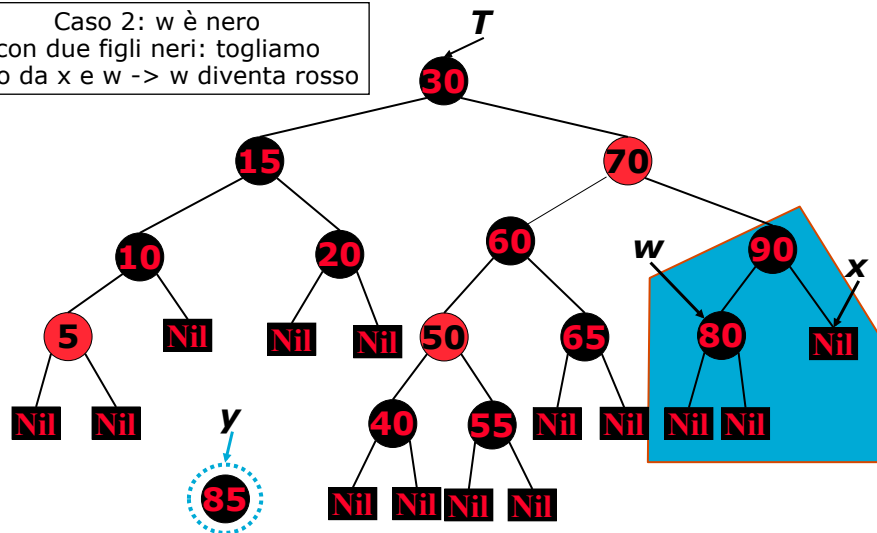 Caso 2: w è nero
con due figli neri: togliamo
o da x e w -> w diventa rosso
T
30
15
70
10
20
60
w
90
x
5
Nil
Nil
Nil
50
65
80
Nil
Nil
Nil
y
40
55
Nil
Nil
Nil
Nil
85
Nil
Nil
Nil
Nil